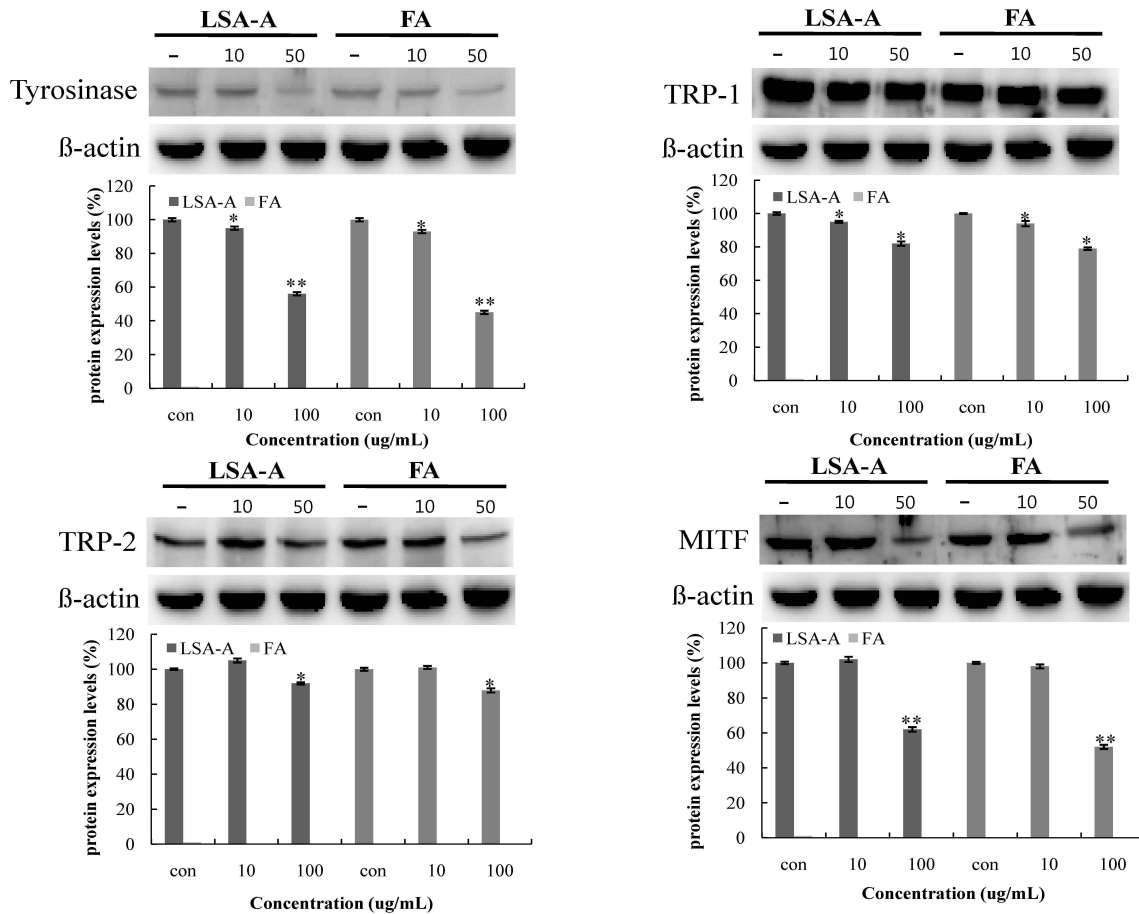 LSA-A FA
– 10 50 – 10 50
Tyrosinase
ß-actin
120
100
80
60
40
20
0
protein expression levels (%)
LSA-A FA
* ** * **
con 10 100 con 10 100
Concentration (ug/mL)
LSA-A FA
– 10 50 – 10 50
TRP-1
ß-actin
120
100
80
60
40
20
0
protein expression levels (%)
LSA-A FA
* * * *
con 10 100 con 10 100
Concentration (ug/mL)
LSA-A FA
– 10 50 – 10 50
TRP-2
ß-actin
120
100
80
60
40
20
0
protein expression levels (%)
LSA-A FA
* *
con 10 100 con 10 100
Concentration (ug/mL)
LSA-A FA
– 10 50 – 10 50
MITF
ß-actin
120
100
80
60
40
20
0
protein expression levels (%)
LSA-A FA
** **
con 10 100 con 10 100
Concentration (ug/mL)